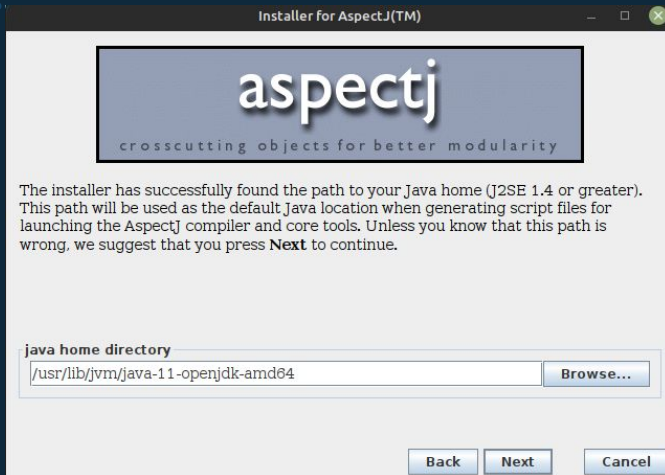 Installer for AspectJ(TM)
aspectj
crosscutting objects for better modularity
The installer has successfully found the path to your Java home (J2SE 1.4 or greater).
This path will be used as the default Java location when generating script files for
launching the AspectJ compiler and core tools. Unless you know that this path is
wrong, we suggest that you press Next to continue.
java home directory
/usr/lib/jvm/java-11-openjdk-amd64
Browse...
Back Next Cancel